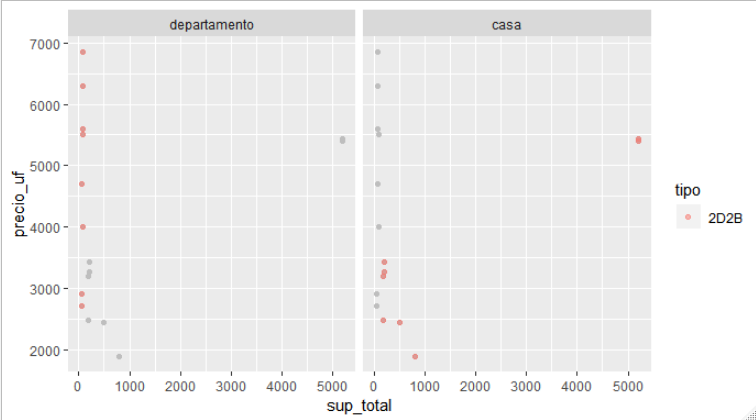 departamento casa
7000
6000
5000
4000
3000
2000
precio_uf
0 1000 2000 3000 4000 5000 0 1000 2000 3000 4000 5000
sup_total
tipo
2D2B